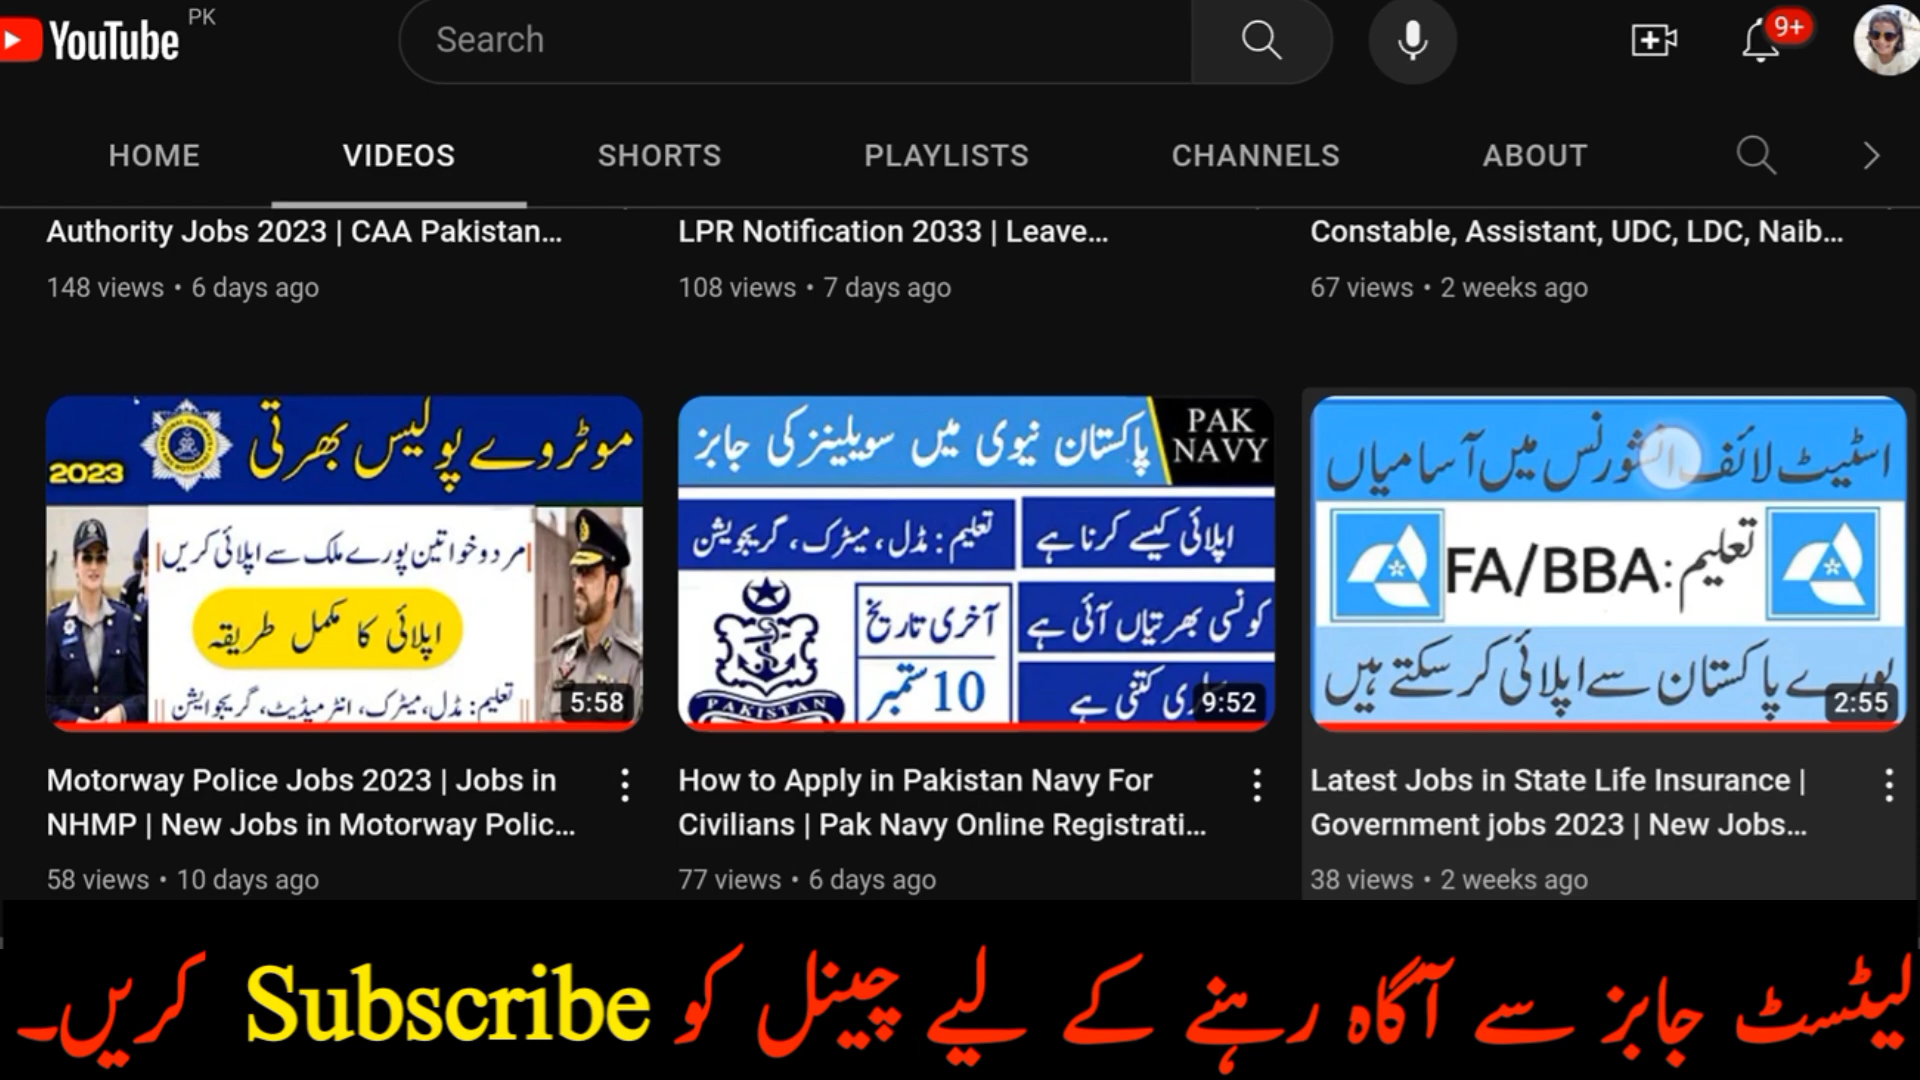 YouTube PK
Search
9+
HOME VIDEOS SHORTS PLAYLISTS CHANNELS ABOUT
Authority Jobs 2023 | CAA Pakistan...
148 views • 6 days ago
LPR Notification 2033 | Leave...
108 views • 7 days ago
Constable, Assistant, UDC, LDC, Naib...
67 views • 2 weeks ago
موٹروے پولیس بھرتی
2023
مرد و خواتین پورے ملک سے اپلائی کریں
اپلائی کا مکمل طریقہ
تعلیم: مڈل، میٹرک، انٹرمیڈیٹ، گریجوایشن
5:58
Motorway Police Jobs 2023 | Jobs in
NHMP | New Jobs in Motorway Polic...
58 views • 10 days ago
پاکستان نیوی میں سویلینز کی جابز
PAK
NAVY
اپلائی کیسے کرنا ہے
تعلیم: مڈل، میٹرک، گریجویشن
کونسی بھرتیاں آئی ہے
آخری تاریخ
10 ستمبر
کتنی ہے
PAKISTAN
9:52
How to Apply in Pakistan Navy For
Civilians | Pak Navy Online Registrati...
77 views • 6 days ago
اسٹیٹ لائف انشورنس میں آسامیاں
تعلیم: FA/BBA
پورے پاکستان سے اپلائی کر سکتے ہیں
2:55
Latest Jobs in State Life Insurance |
Government jobs 2023 | New Jobs...
38 views • 2 weeks ago
لیٹسٹ جابز سے آگاہ رہنے کے لیے چینل کو Subscribe کریں۔